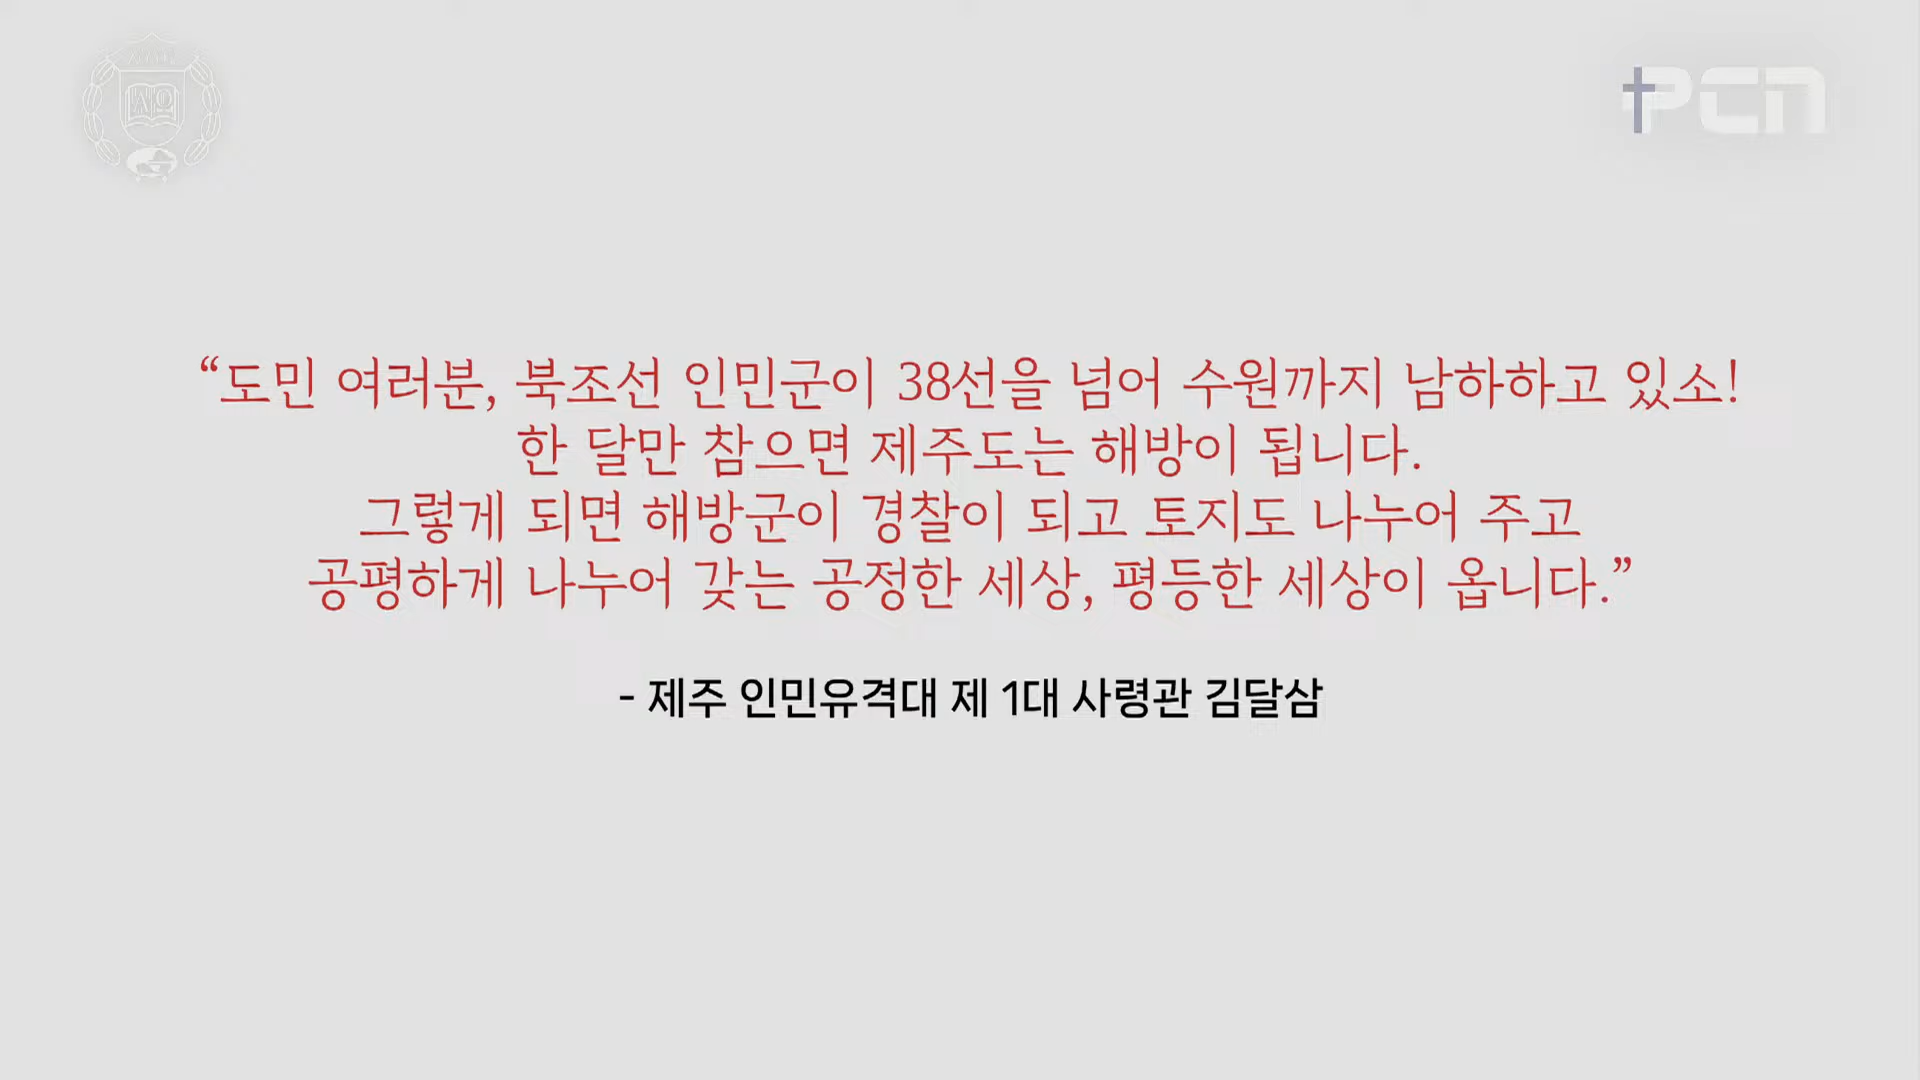 PCN
ΑΩ
“도민 여러분, 북조선 인민군이 38선을 넘어 수원까지 남하하고 있소!
한 달만 참으면 제주도는 해방이 됩니다.
그렇게 되면 해방군이 경찰이 되고 토지도 나누어 주고
공평하게 나누어 갖는 공정한 세상, 평등한 세상이 옵니다.”
- 제주 인민유격대 제 1대 사령관 김달삼